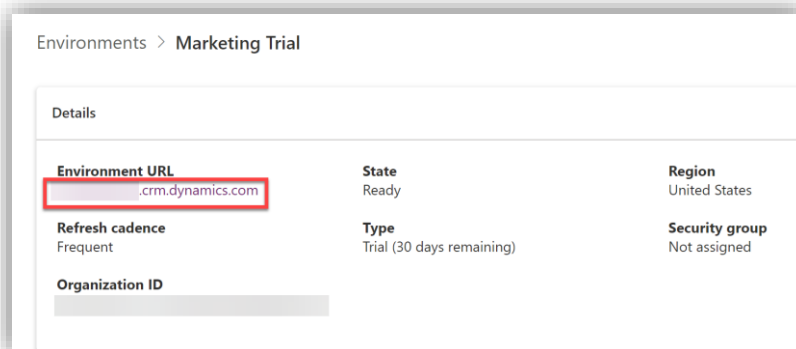 Environments > Marketing Trial
Details
Environment URL State Region
.crm.dynamics.com Ready United States
Refresh cadence Type Security group
Frequent Trial (30 days remaining) Not assigned
Organization ID